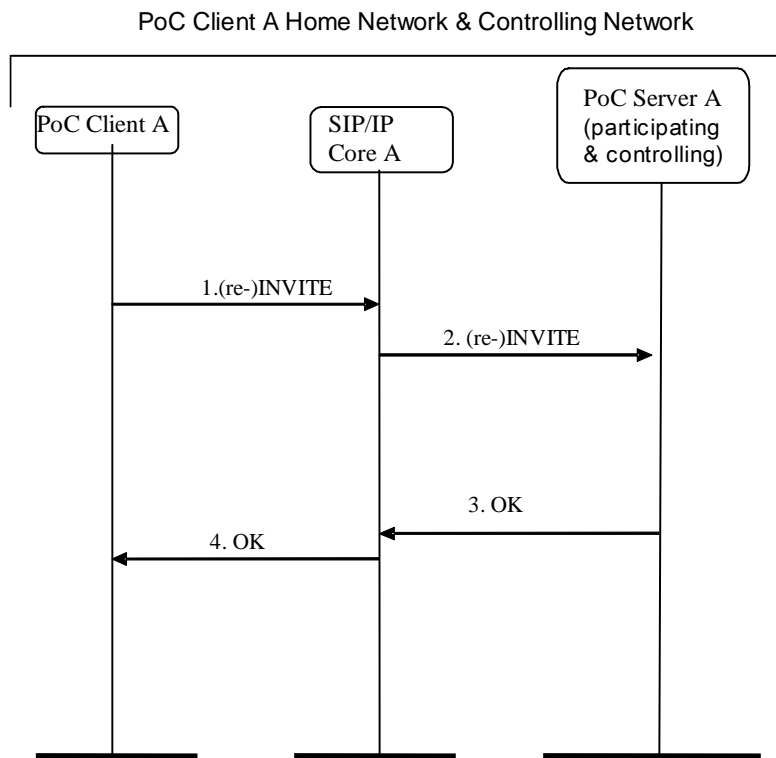 PoC Client A Home Network & Controlling Network
PoC Client A
SIP/IP
Core A
PoC Server A
(participating
& controlling)
1.(re-)INVITE
2. (re-)INVITE
3. OK
4. OK